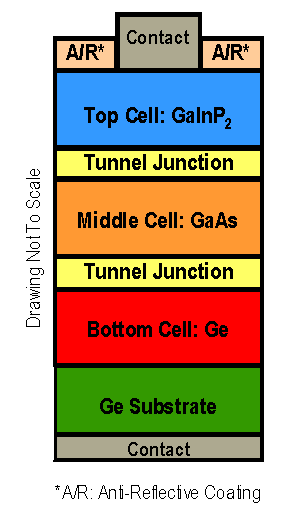 Contact
A/R* A/R*
Top Cell: GaInP2
Tunnel Junction
Middle Cell: GaAs
Tunnel Junction
Bottom Cell: Ge
Ge Substrate
Contact
Drawing Not To Scale
*A/R: Anti-Reflective Coating